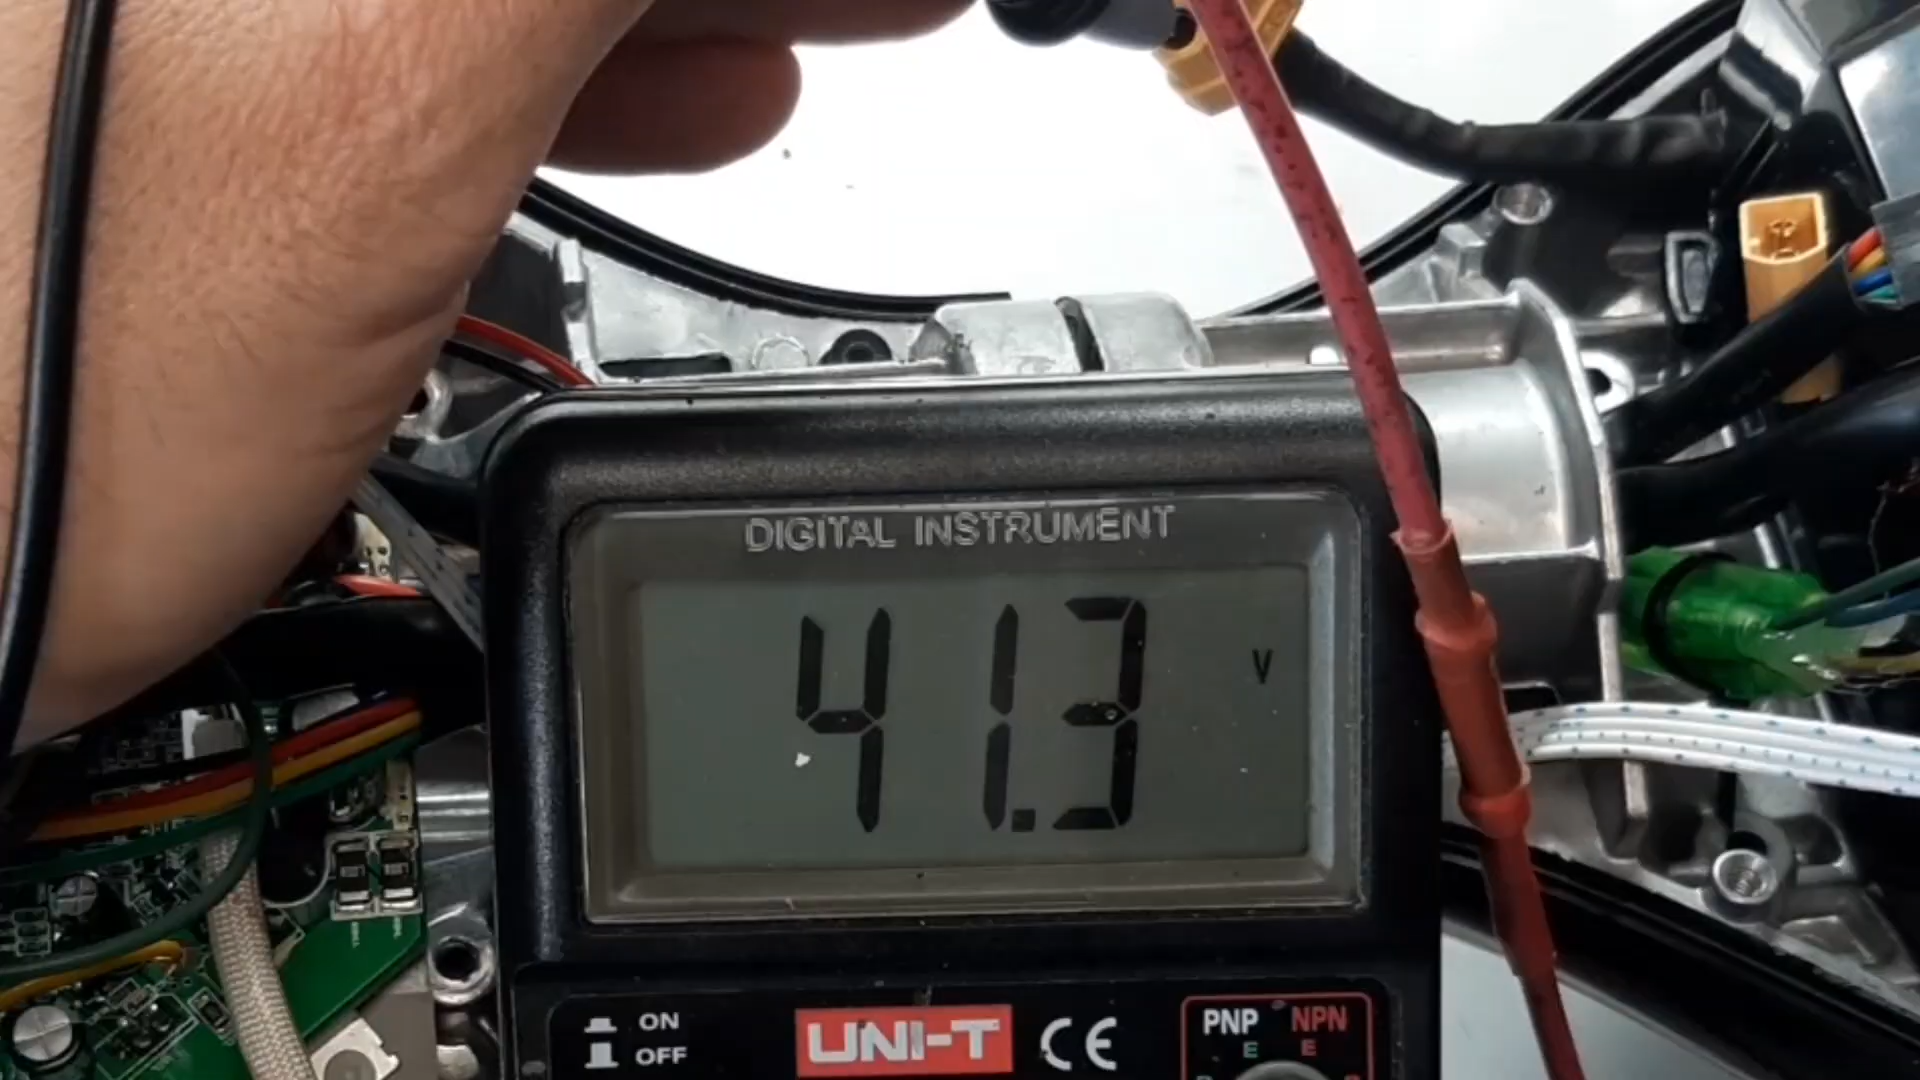 DIGITAL INSTRUMENT
41.3 V
ON
OFF
UNI-T CE
PNP NPN
E E